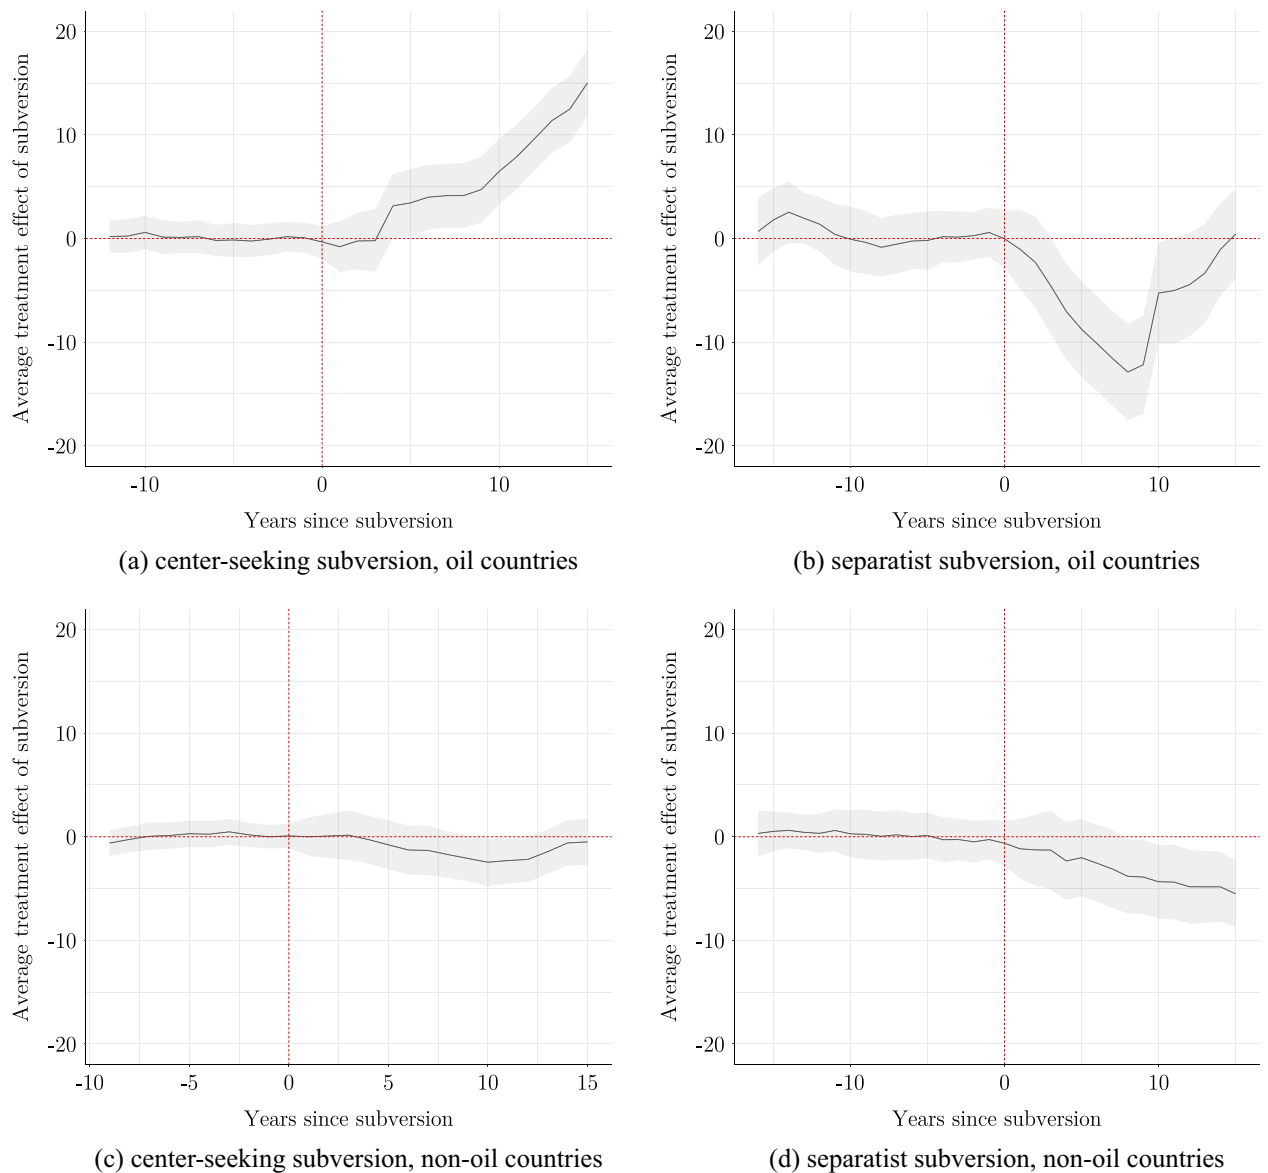 20
10
0
-10
-20
Average treatment effect of subversion
-10
0
10
Years since subversion
(a) center-seeking subversion, oil countries
20
10
0
-10
-20
Average treatment effect of subversion
-10
0
10
Years since subversion
(b) separatist subversion, oil countries
20
10
0
-10
-20
Average treatment effect of subversion
-10
-5
0
5
10
15
Years since subversion
(c) center-seeking subversion, non-oil countries
20
10
0
-10
-20
Average treatment effect of subversion
-10
0
10
Years since subversion
(d) separatist subversion, non-oil countries